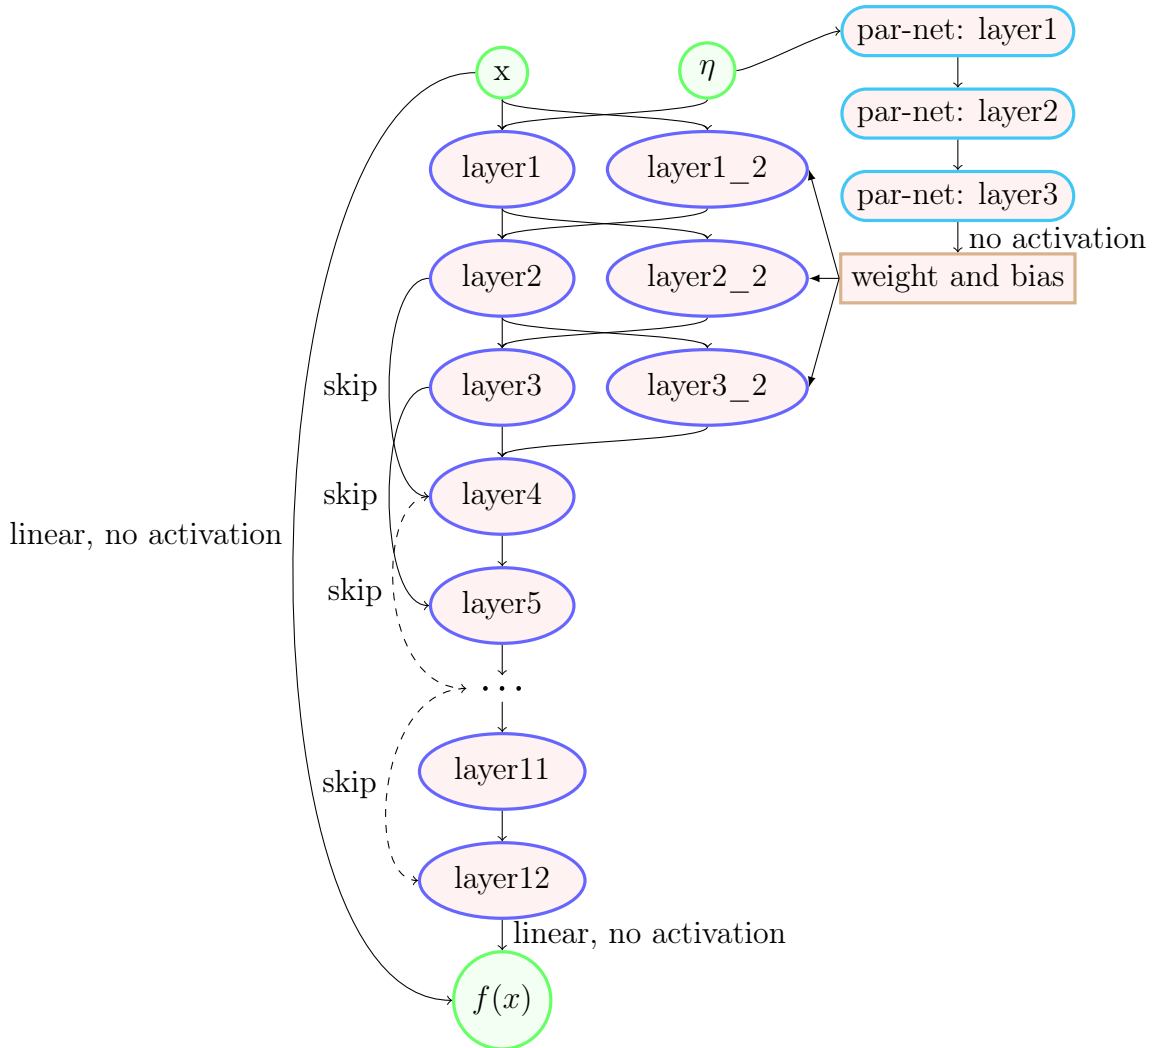 par-net: layer1
x
η
par-net: layer2
layer1
layer1_2
par-net: layer3
no activation
layer2
layer2_2
weight and bias
skip
layer3
layer3_2
skip
layer4
linear, no activation
skip
layer5
...
layer11
skip
layer12
linear, no activation
f(x)